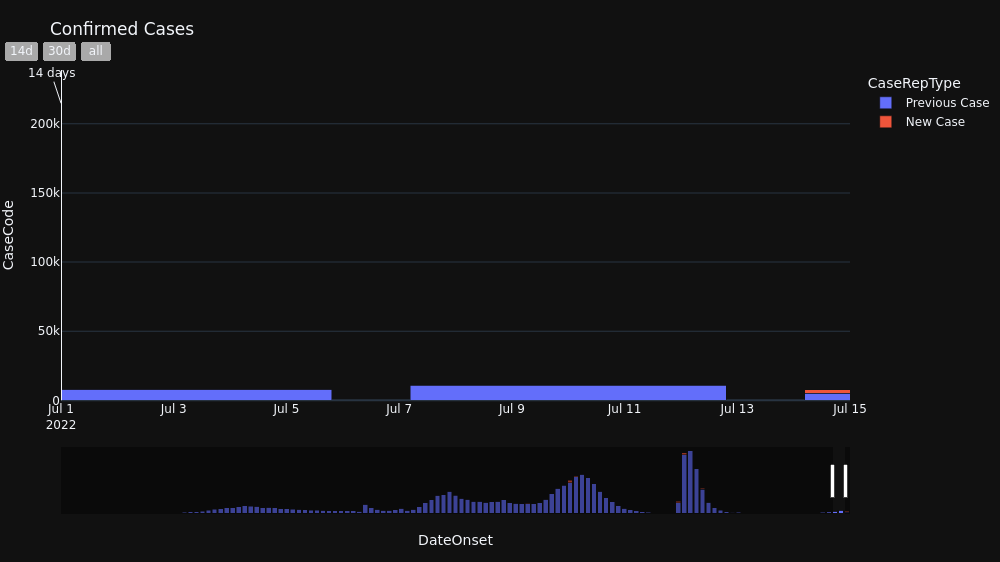 Confirmed Cases
14d 30d all
14 days
CaseRepType
Previous Case
New Case
200k
150k
100k
50k
0
CaseCode
Jul 1 Jul 3 Jul 5 Jul 7 Jul 9 Jul 11 Jul 13 Jul 15
2022
DateOnset